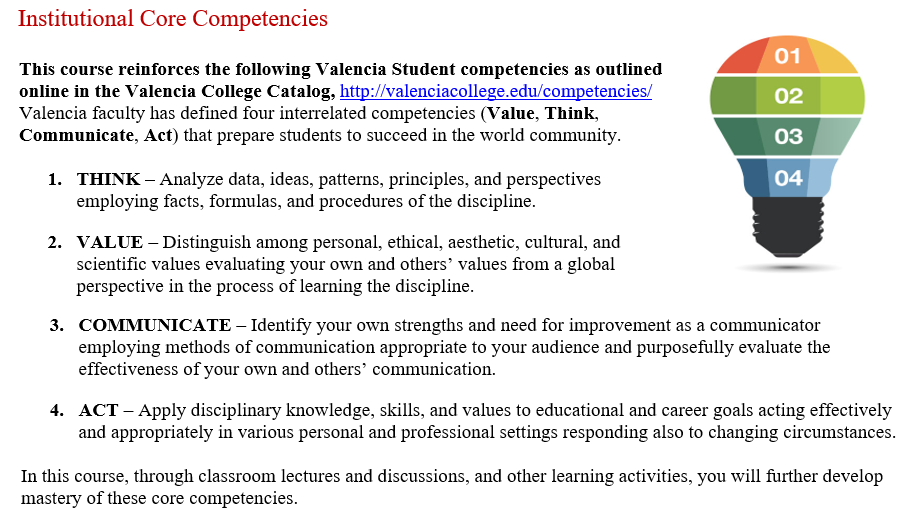 Institutional Core Competencies
This course reinforces the following Valencia Student competencies as outlined
online in the Valencia College Catalog, http://valenciacollege.edu/competencies/
Valencia faculty has defined four interrelated competencies (Value, Think,
Communicate, Act) that prepare students to succeed in the world community.
01
02
03
04
1. THINK – Analyze data, ideas, patterns, principles, and perspectives
employing facts, formulas, and procedures of the discipline.
2. VALUE – Distinguish among personal, ethical, aesthetic, cultural, and
scientific values evaluating your own and others’ values from a global
perspective in the process of learning the discipline.
3. COMMUNICATE – Identify your own strengths and need for improvement as a communicator
employing methods of communication appropriate to your audience and purposefully evaluate the
effectiveness of your own and others’ communication.
4. ACT – Apply disciplinary knowledge, skills, and values to educational and career goals acting effectively
and appropriately in various personal and professional settings responding also to changing circumstances.
In this course, through classroom lectures and discussions, and other learning activities, you will further develop
mastery of these core competencies.